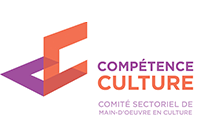 COMPÉTENCE
CULTURE
COMITÉ SECTORIEL DE
MAIN-D'OEUVRE EN CULTURE